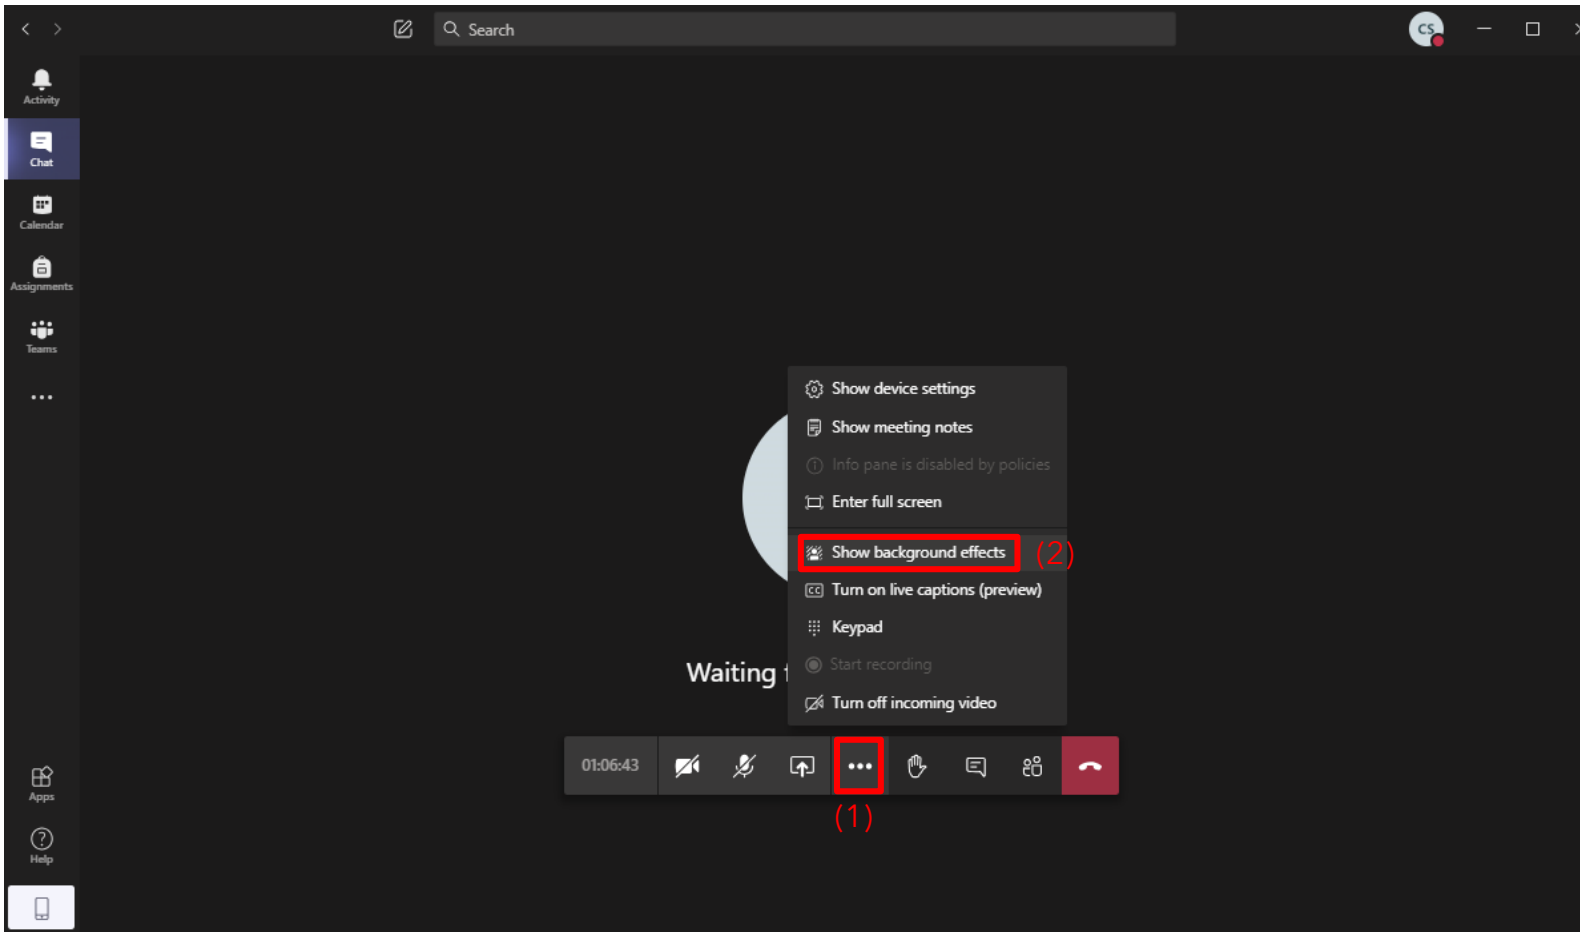 Search
CS
Activity
Chat
Calendar
Assignments
Teams
Show device settings
Show meeting notes
Info pane is disabled by policies
Enter full screen
Show background effects (2)
CC Turn on live captions (preview)
Keypad
Start recording
Waiting
Turn off incoming video
01:06:43
(1)
Apps
Help